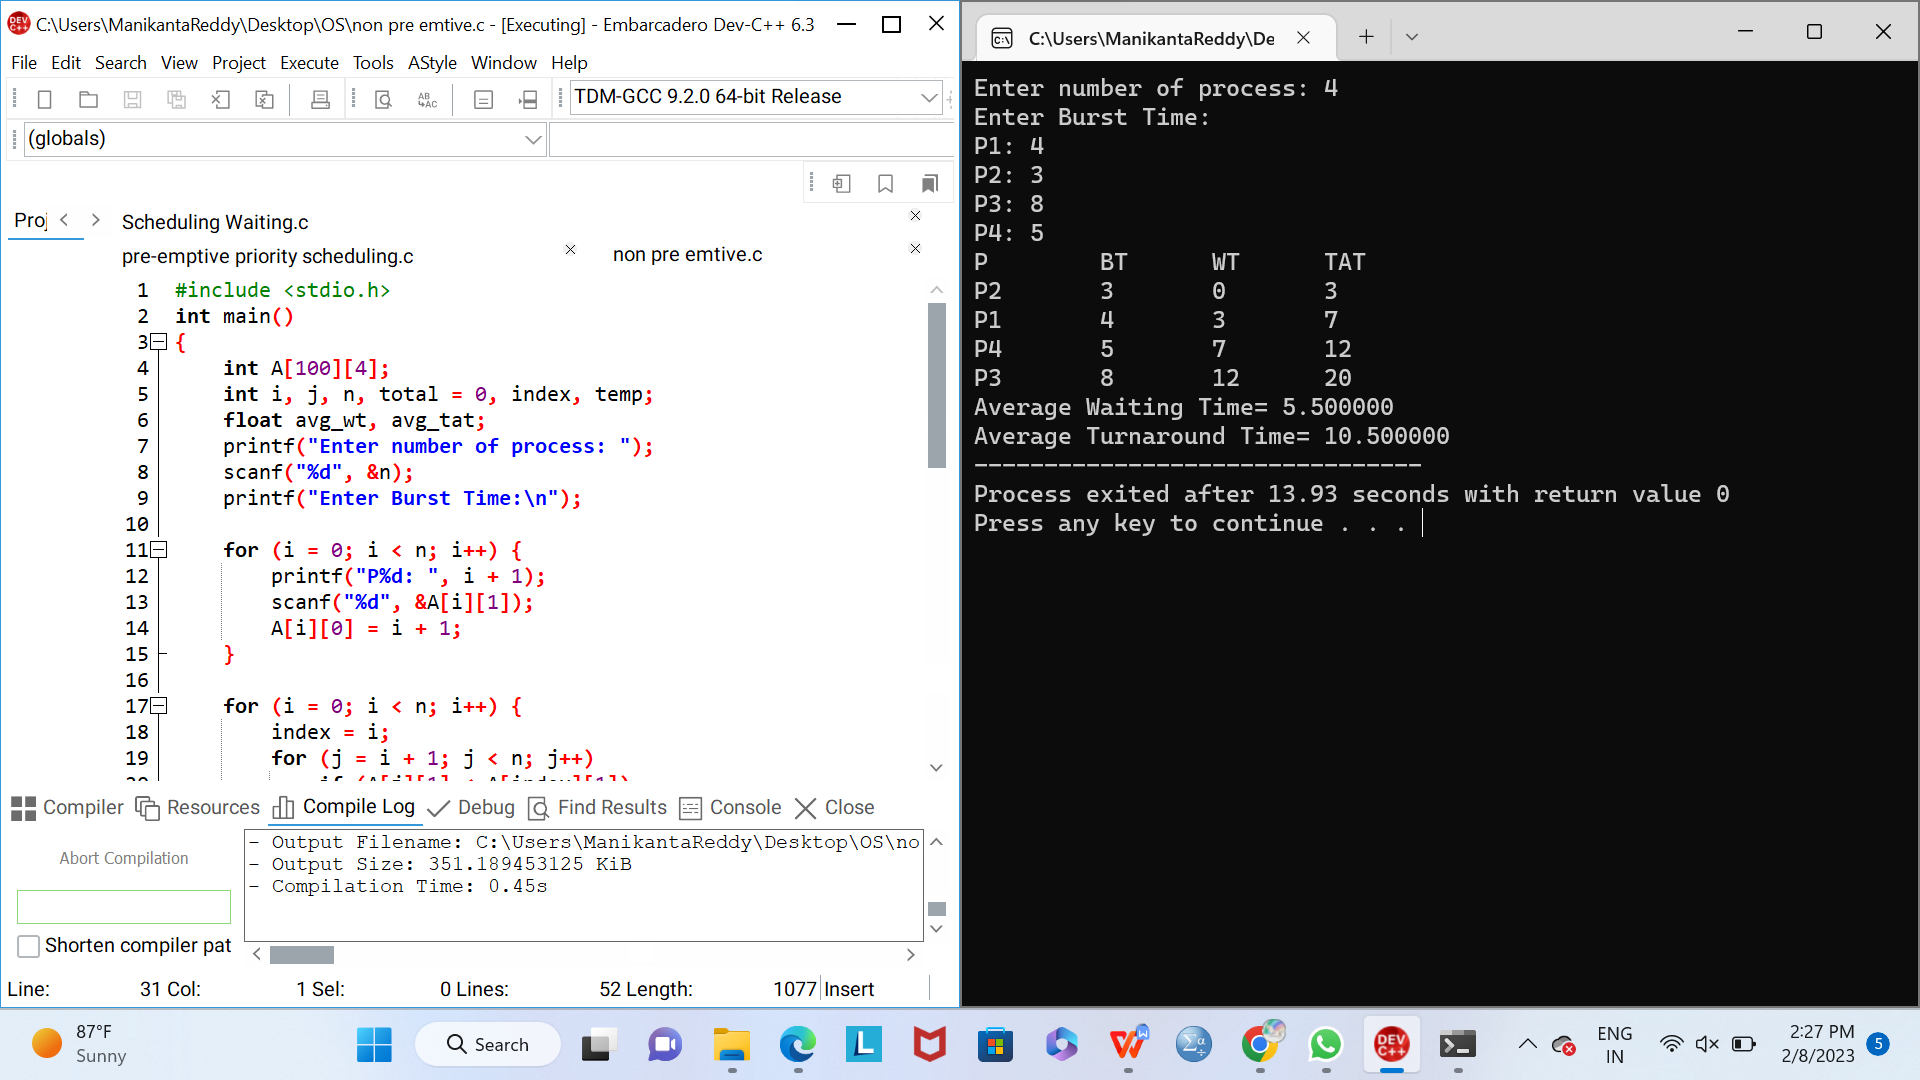 C:\Users\ManikantaReddy\Desktop\OS\non pre emtive.c - [Executing] - Embarcadero Dev-C++ 6.3
File Edit Search View Project Execute Tools AStyle Window Help
TDM-GCC 9.2.0 64-bit Release
(globals)
Proj
Scheduling Waiting.c
pre-emptive priority scheduling.c
non pre emtive.c
1 #include <stdio.h>
2 int main()
3 {
4 int A[100][4];
5 int i, j, n, total = 0, index, temp;
6 float avg_wt, avg_tat;
7 printf("Enter number of process: ");
8 scanf("%d", &n);
9 printf("Enter Burst Time:\n");
10
11 for (i = 0; i < n; i++) {
12 printf("P%d: ", i + 1);
13 scanf("%d", &A[i][1]);
14 A[i][0] = i + 1;
15 }
16
17 for (i = 0; i < n; i++) {
18 index = i;
19 for (j = i + 1; j < n; j++)
20 if (A[j][1] < A[index][1])
Compiler Resources Compile Log Debug Find Results Console Close
Abort Compilation
Shorten compiler pat
- Output Filename: C:\Users\ManikantaReddy\Desktop\OS\no
- Output Size: 351.189453125 KiB
- Compilation Time: 0.45s
Line: 31 Col: 1 Sel: 0 Lines: 52 Length: 1077 Insert
C:\Users\ManikantaReddy\De
Enter number of process: 4
Enter Burst Time:
P1: 4
P2: 3
P3: 8
P4: 5
P BT WT TAT
P2 3 0 3
P1 4 3 7
P4 5 7 12
P3 8 12 20
Average Waiting Time= 5.500000
Average Turnaround Time= 10.500000
--------------------------------
Process exited after 13.93 seconds with return value 0
Press any key to continue . . .
87°F
Sunny
Search
DEV C++
ENG
IN
2:27 PM
2/8/2023
5